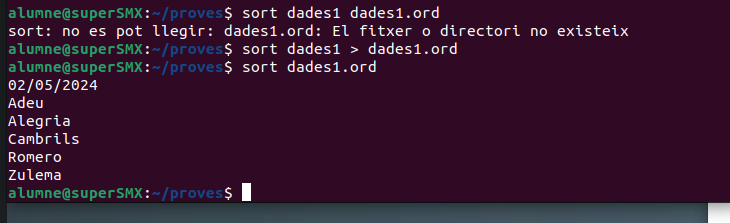 alumne@superSMX:~/proves$ sort dades1 dades1.ord
sort: no es pot llegir: dades1.ord: El fitxer o directori no existeix
alumne@superSMX:~/proves$ sort dades1 > dades1.ord
alumne@superSMX:~/proves$ sort dades1.ord
02/05/2024
Adeu
Alegria
Cambrils
Romero
Zulema
alumne@superSMX:~/proves$